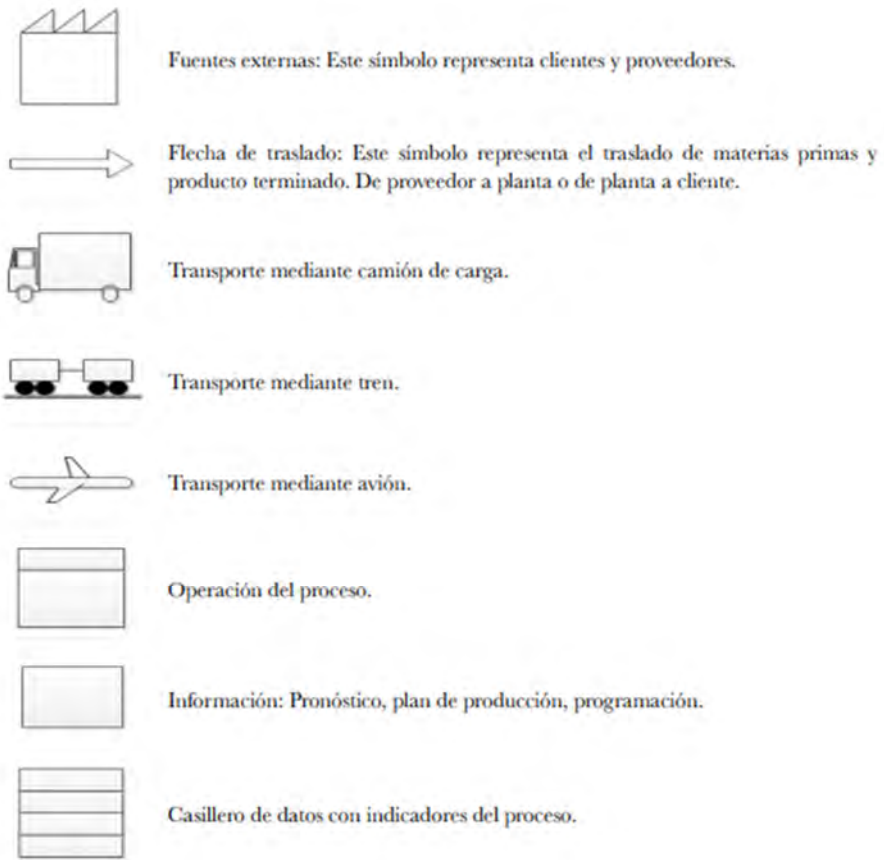 Fuentes externas: Este símbolo representa clientes y proveedores.
Flecha de traslado: Este símbolo representa el traslado de materias primas y
producto terminado. De proveedor a planta o de planta a cliente.
Transporte mediante camión de carga.
Transporte mediante tren.
Transporte mediante avión.
Operación del proceso.
Información: Pronóstico, plan de producción, programación.
Casillero de datos con indicadores del proceso.